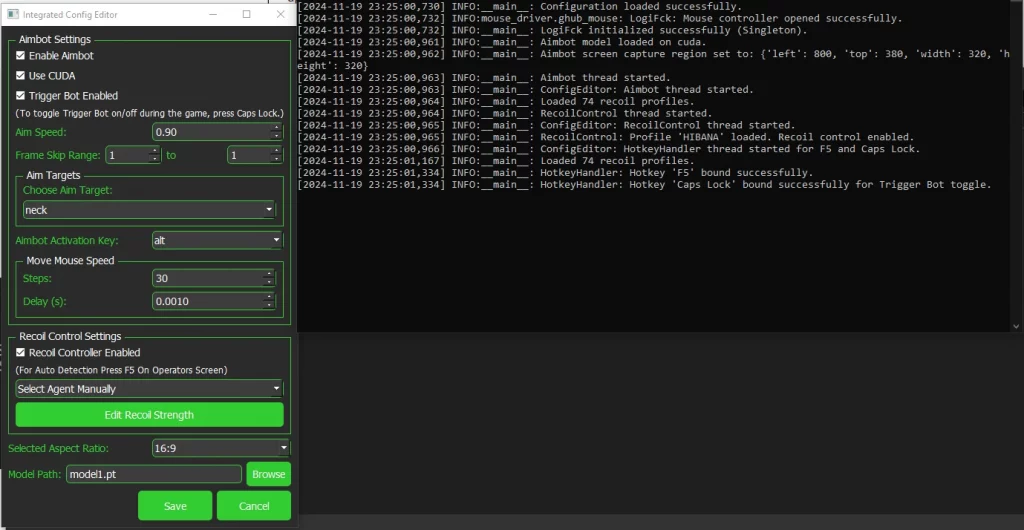 Integrated Config Editor
Aimbot Settings
Enable Aimbot
Use CUDA
Trigger Bot Enabled
(To toggle Trigger Bot on/off during the game, press Caps Lock.)
Aim Speed: 0.90
Frame Skip Range: 1 to 1
Aim Targets
Choose Aim Target:
neck
Aimbot Activation Key: alt
Move Mouse Speed
Steps: 30
Delay (s): 0.0010
Recoil Control Settings
Recoil Controller Enabled
(For Auto Detection Press F5 On Operators Screen)
Select Agent Manually
Edit Recoil Strength
Selected Aspect Ratio: 16:9
Model Path: model1.pt Browse
Save Cancel
[2024-11-19 23:25:00,730] INFO:__main__: Configuration loaded successfully.
[2024-11-19 23:25:00,732] INFO:mouse_driver.ghub_mouse: LogiFck: Mouse controller opened successfully.
[2024-11-19 23:25:00,732] INFO:__main__: LogiFck initialized successfully (Singleton).
[2024-11-19 23:25:00,961] INFO:__main__: Aimbot model loaded on cuda.
[2024-11-19 23:25:00,962] INFO:__main__: Aimbot screen capture region set to: {'left': 800, 'top': 380, 'width': 320, 'h
eight': 320}
[2024-11-19 23:25:00,963] INFO:__main__: Aimbot thread started.
[2024-11-19 23:25:00,963] INFO:__main__: ConfigEditor: Aimbot thread started.
[2024-11-19 23:25:00,964] INFO:__main__: Loaded 74 recoil profiles.
[2024-11-19 23:25:00,964] INFO:__main__: RecoilControl thread started.
[2024-11-19 23:25:00,965] INFO:__main__: ConfigEditor: RecoilControl thread started.
[2024-11-19 23:25:00,965] INFO:__main__: RecoilControl: Profile 'HIBANA' loaded. Recoil control enabled.
[2024-11-19 23:25:00,966] INFO:__main__: ConfigEditor: HotkeyHandler thread started for F5 and Caps Lock.
[2024-11-19 23:25:01,167] INFO:__main__: Loaded 74 recoil profiles.
[2024-11-19 23:25:01,334] INFO:__main__: HotkeyHandler: Hotkey 'F5' bound successfully.
[2024-11-19 23:25:01,334] INFO:__main__: HotkeyHandler: Hotkey 'Caps Lock' bound successfully for Trigger Bot toggle.